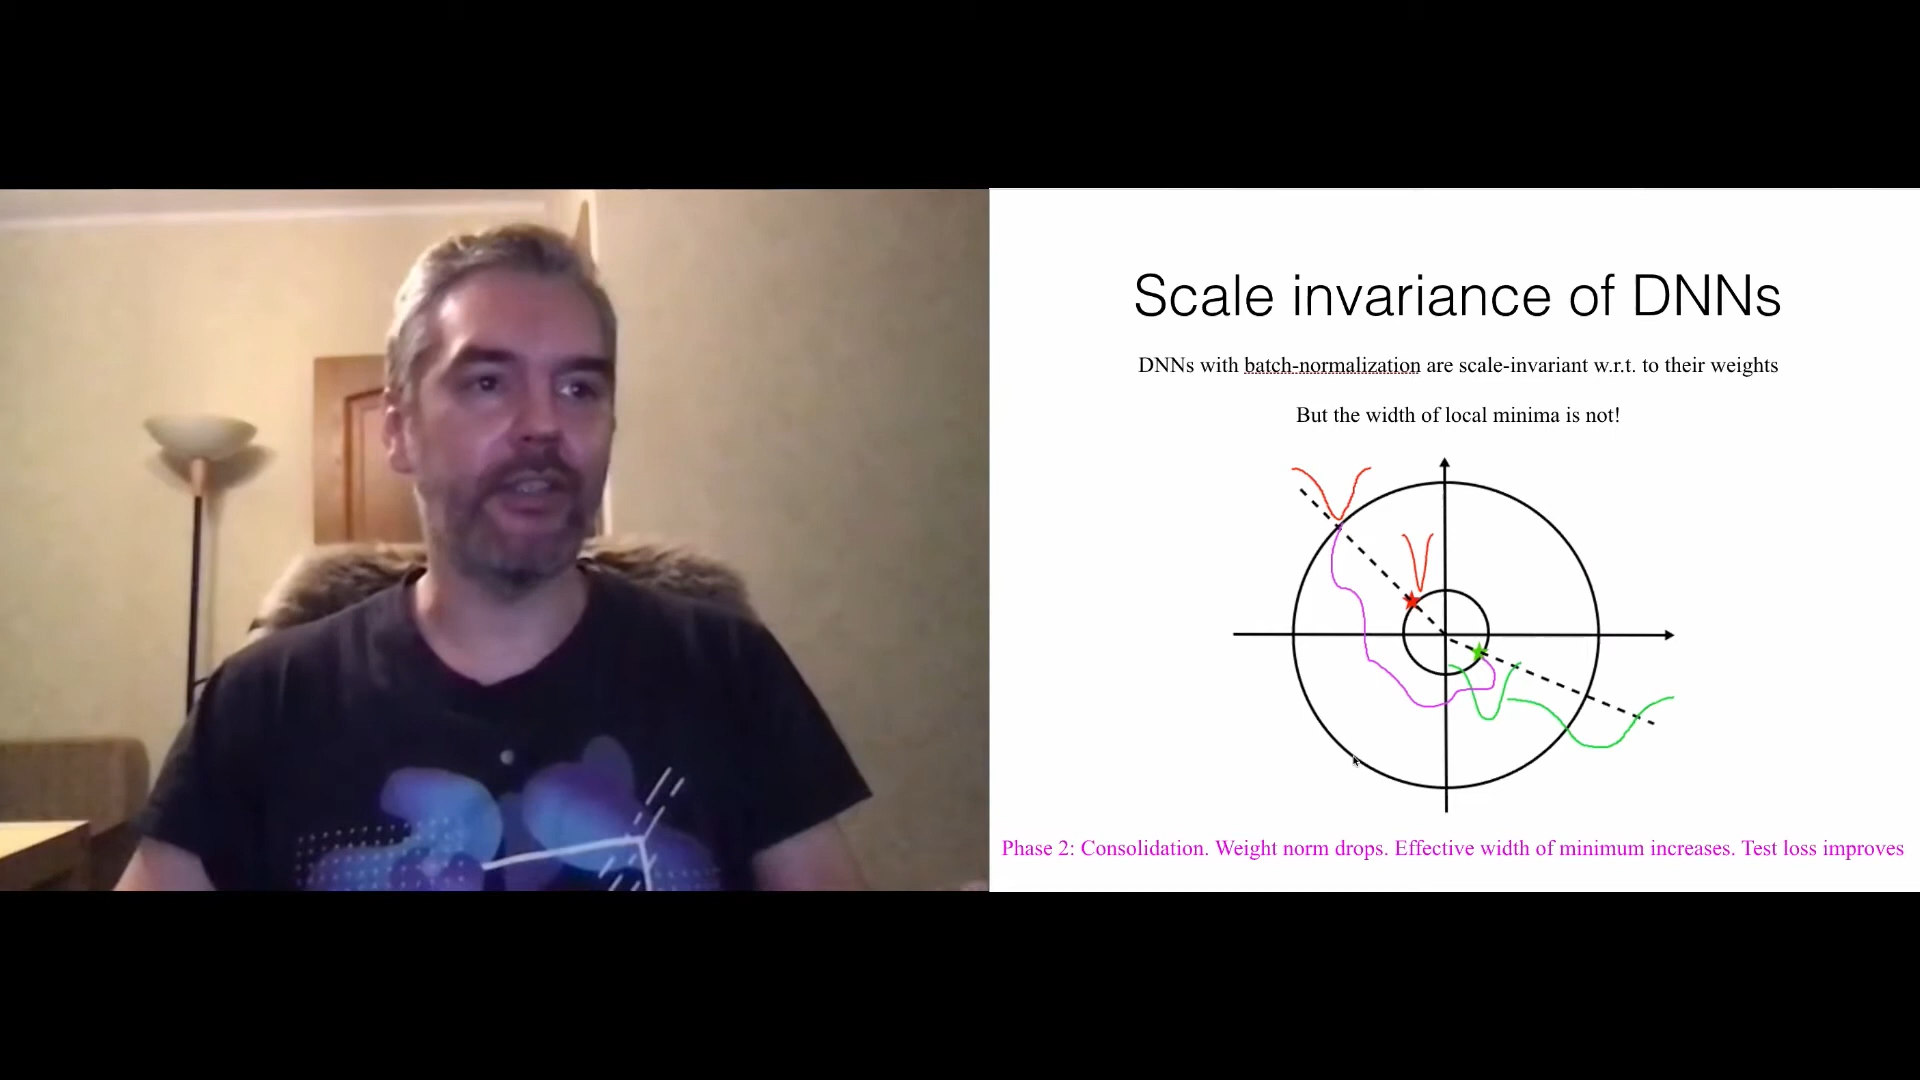 Scale invariance of DNNs
DNNs with batch-normalization are scale-invariant w.r.t. to their weights
But the width of local minima is not!
Phase 2: Consolidation. Weight norm drops. Effective width of minimum increases. Test loss improves